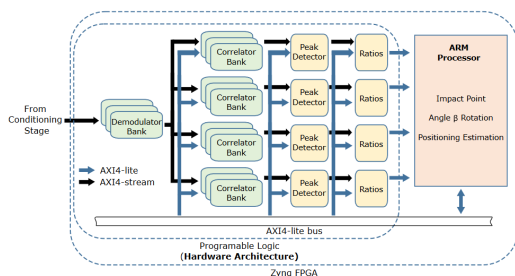 From
Conditioning
Stage
Demodulator
Bank
Correlator
Bank
Peak
Detector
Ratios
Correlator
Bank
Peak
Detector
Ratios
Correlator
Bank
Peak
Detector
Ratios
Correlator
Bank
Peak
Detector
Ratios
ARM
Processor
Impact Point
Angle β Rotation
Positioning Estimation
AXI4-lite
AXI4-stream
AXI4-lite bus
Programable Logic
(Hardware Architecture)
Zynq FPGA